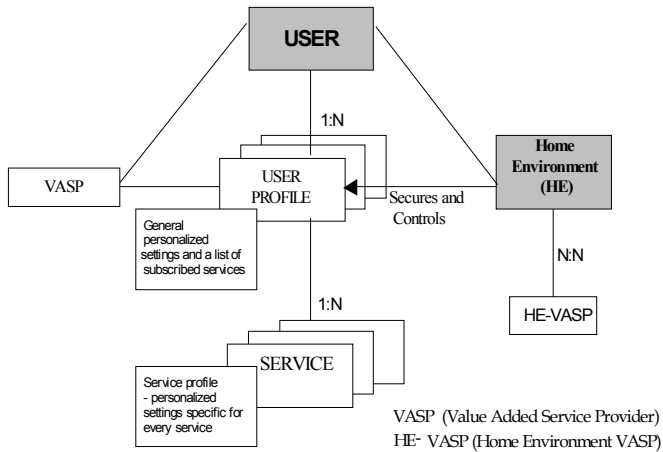 USER
1:N
Home
Environment
(HE)
VASP
USER
PROFILE
Secures and
Controls
General
personalized
settings and a list of
subscribed services
N:N
1:N
HE-VASP
SERVICE
Service profile
- personalized
settings specific for
every service
VASP (Value Added Service Provider)
HE- VASP (Home Environment VASP)